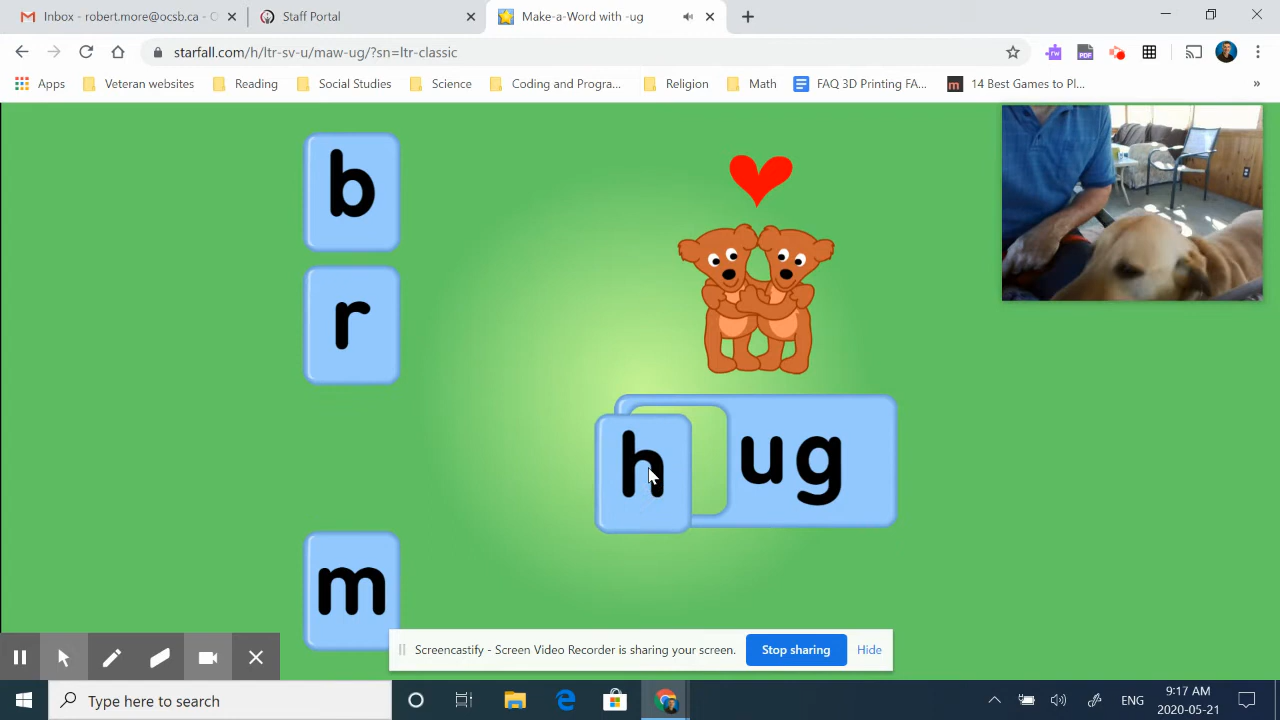 Inbox - robert.more@ocsb.ca - O
Staff Portal
Make-a-Word with -ug
starfall.com/h/ltr-sv-u/maw-ug/?sn=ltr-classic
Apps
Veteran websites
Reading
Social Studies
Science
Coding and Progra...
Religion
Math
FAQ 3D Printing FA...
14 Best Games to Pl...
b
r
h ug
m
Screencastify - Screen Video Recorder is sharing your screen.
Stop sharing
Hide
Type here to search
ENG
9:17 AM
2020-05-21